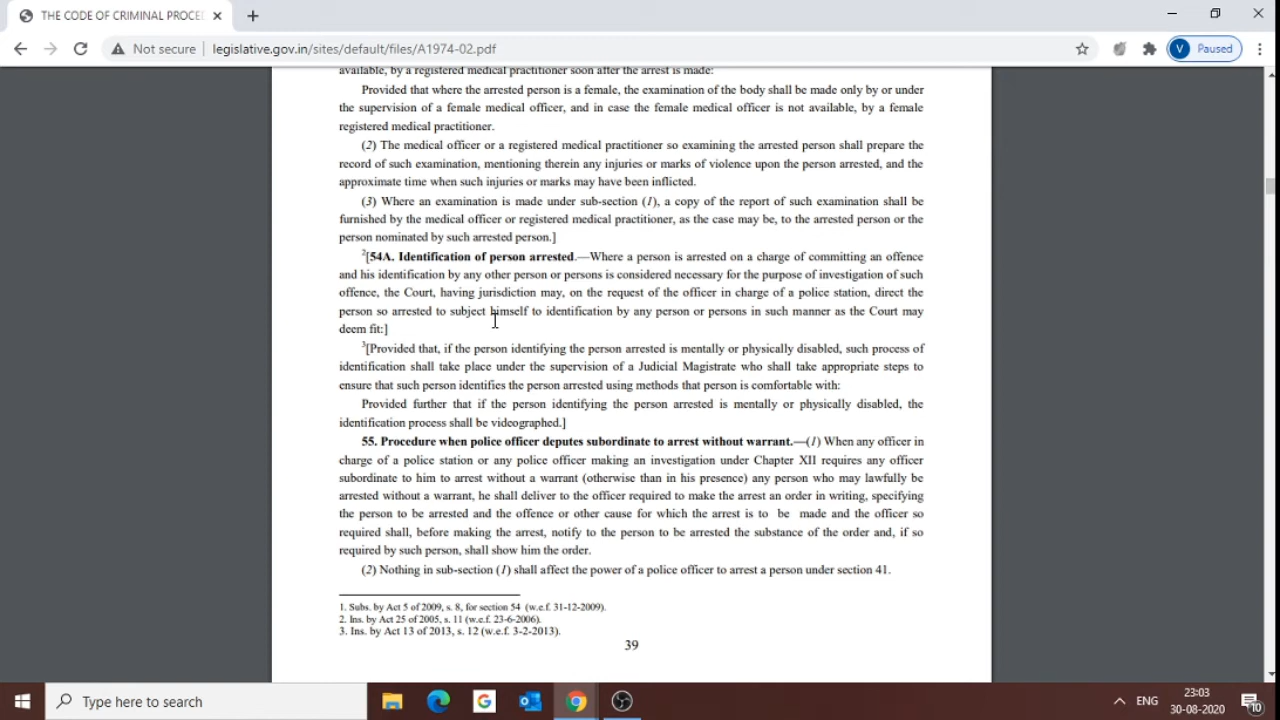 THE CODE OF CRIMINAL PROCED
Not secure
legislative.gov.in/sites/default/files/A1974-02.pdf
V
Paused
available, by a registered medical practitioner soon after the arrest is made:
Provided that where the arrested person is a female, the examination of the body shall be made only by or under
the supervision of a female medical officer, and in case the female medical officer is not available, by a female
registered medical practitioner.
(2) The medical officer or a registered medical practitioner so examining the arrested person shall prepare the
record of such examination, mentioning therein any injuries or marks of violence upon the person arrested, and the
approximate time when such injuries or marks may have been inflicted.
(3) Where an examination is made under sub-section (1), a copy of the report of such examination shall be
furnished by the medical officer or registered medical practitioner, as the case may be, to the arrested person or the
person nominated by such arrested person.]
2[54A. Identification of person arrested.—Where a person is arrested on a charge of committing an offence
and his identification by any other person or persons is considered necessary for the purpose of investigation of such
offence, the Court, having jurisdiction may, on the request of the officer in charge of a police station, direct the
person so arrested to subject himself to identification by any person or persons in such manner as the Court may
deem fit:]
3[Provided that, if the person identifying the person arrested is mentally or physically disabled, such process of
identification shall take place under the supervision of a Judicial Magistrate who shall take appropriate steps to
ensure that such person identifies the person arrested using methods that person is comfortable with:
Provided further that if the person identifying the person arrested is mentally or physically disabled, the
identification process shall be videographed.]
55. Procedure when police officer deputes subordinate to arrest without warrant.—(1) When any officer in
charge of a police station or any police officer making an investigation under Chapter XII requires any officer
subordinate to him to arrest without a warrant (otherwise than in his presence) any person who may lawfully be
arrested without a warrant, he shall deliver to the officer required to make the arrest an order in writing, specifying
the person to be arrested and the offence or other cause for which the arrest is to be made and the officer so
required shall, before making the arrest, notify to the person to be arrested the substance of the order and, if so
required by such person, shall show him the order.
(2) Nothing in sub-section (1) shall affect the power of a police officer to arrest a person under section 41.
1. Subs. by Act 5 of 2009, s. 8, for section 54 (w.e.f. 31-12-2009).
2. Ins. by Act 25 of 2005, s. 11 (w.e.f. 23-6-2006).
3. Ins. by Act 13 of 2013, s. 12 (w.e.f. 3-2-2013).
39
Type here to search
G
ENG
23:03
30-08-2020
10